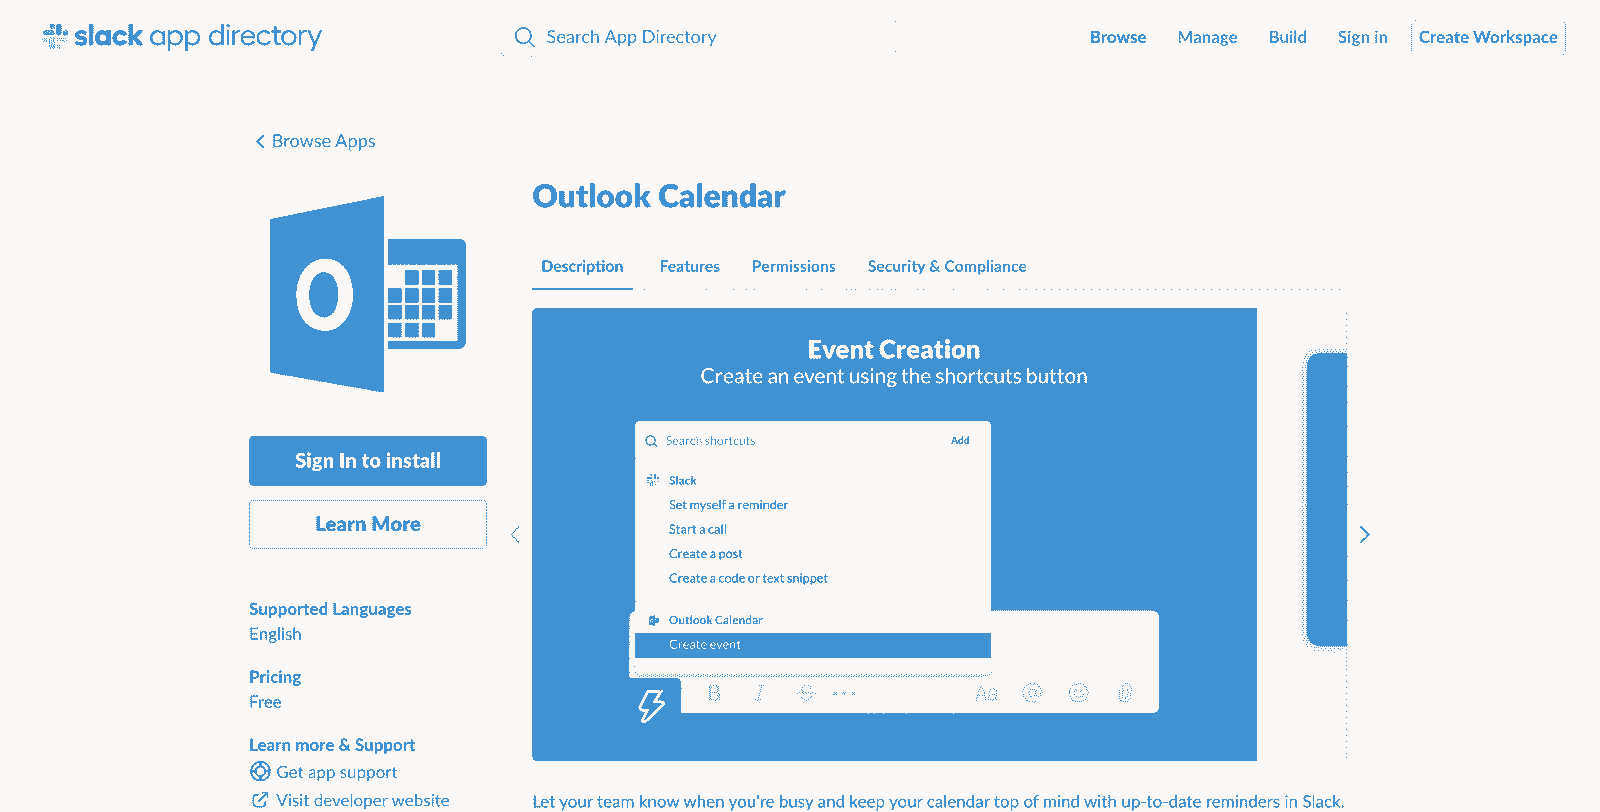 slack app directory
Search App Directory
Browse Manage Build Sign in Create Workspace
Browse Apps
O
Outlook Calendar
Description Features Permissions Security & Compliance
Sign In to install
Learn More
Supported Languages
English
Pricing
Free
Learn more & Support
Get app support
Visit developer website
Event Creation
Create an event using the shortcuts button
Search shortcuts Add
Slack
Set myself a reminder
Start a call
Create a post
Create a code or text snippet
Outlook Calendar
Create event
B I S ··· Aa @
Let your team know when you're busy and keep your calendar top of mind with up-to-date reminders in Slack.